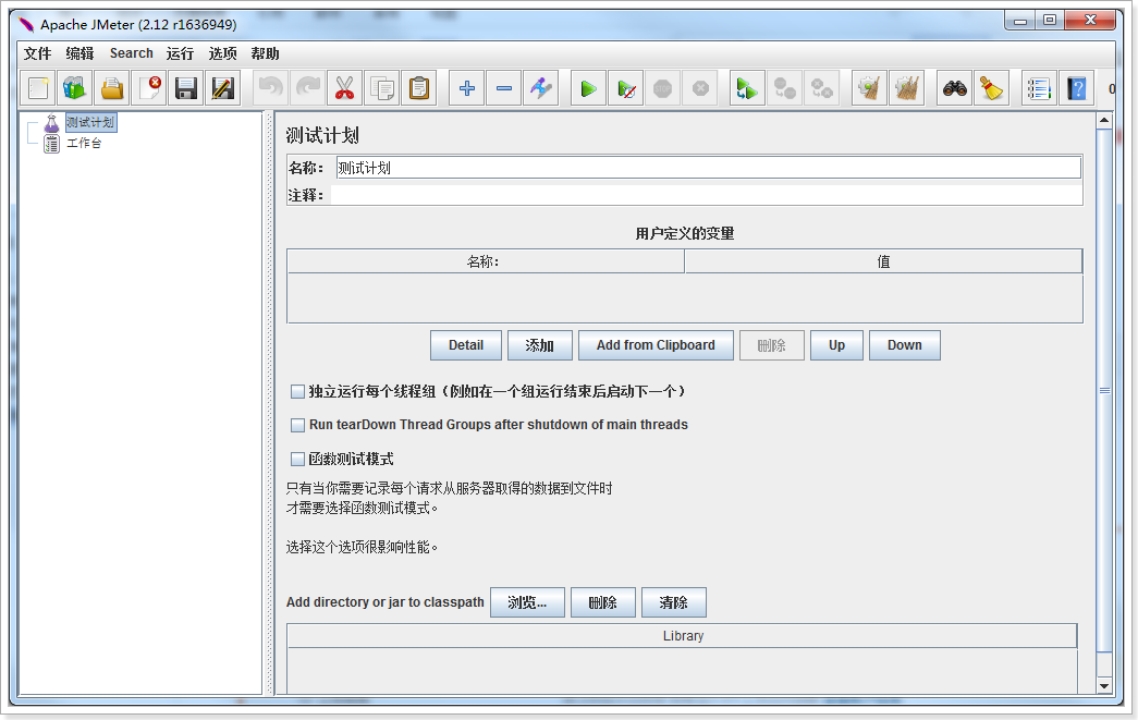 Apache JMeter (2.12 r1636949)
文件 编辑 Search 运行 选项 帮助
0
测试计划
工作台
测试计划
名称： 测试计划
注释：
用户定义的变量
名称： 值
Detail 添加 Add from Clipboard 删除 Up Down
独立运行每个线程组（例如在一个组运行结束后启动下一个）
Run tearDown Thread Groups after shutdown of main threads
函数测试模式
只有当你需要记录每个请求从服务器取得的数据到文件时
才需要选择函数测试模式。
选择这个选项很影响性能。
Add directory or jar to classpath 浏览... 删除 清除
Library